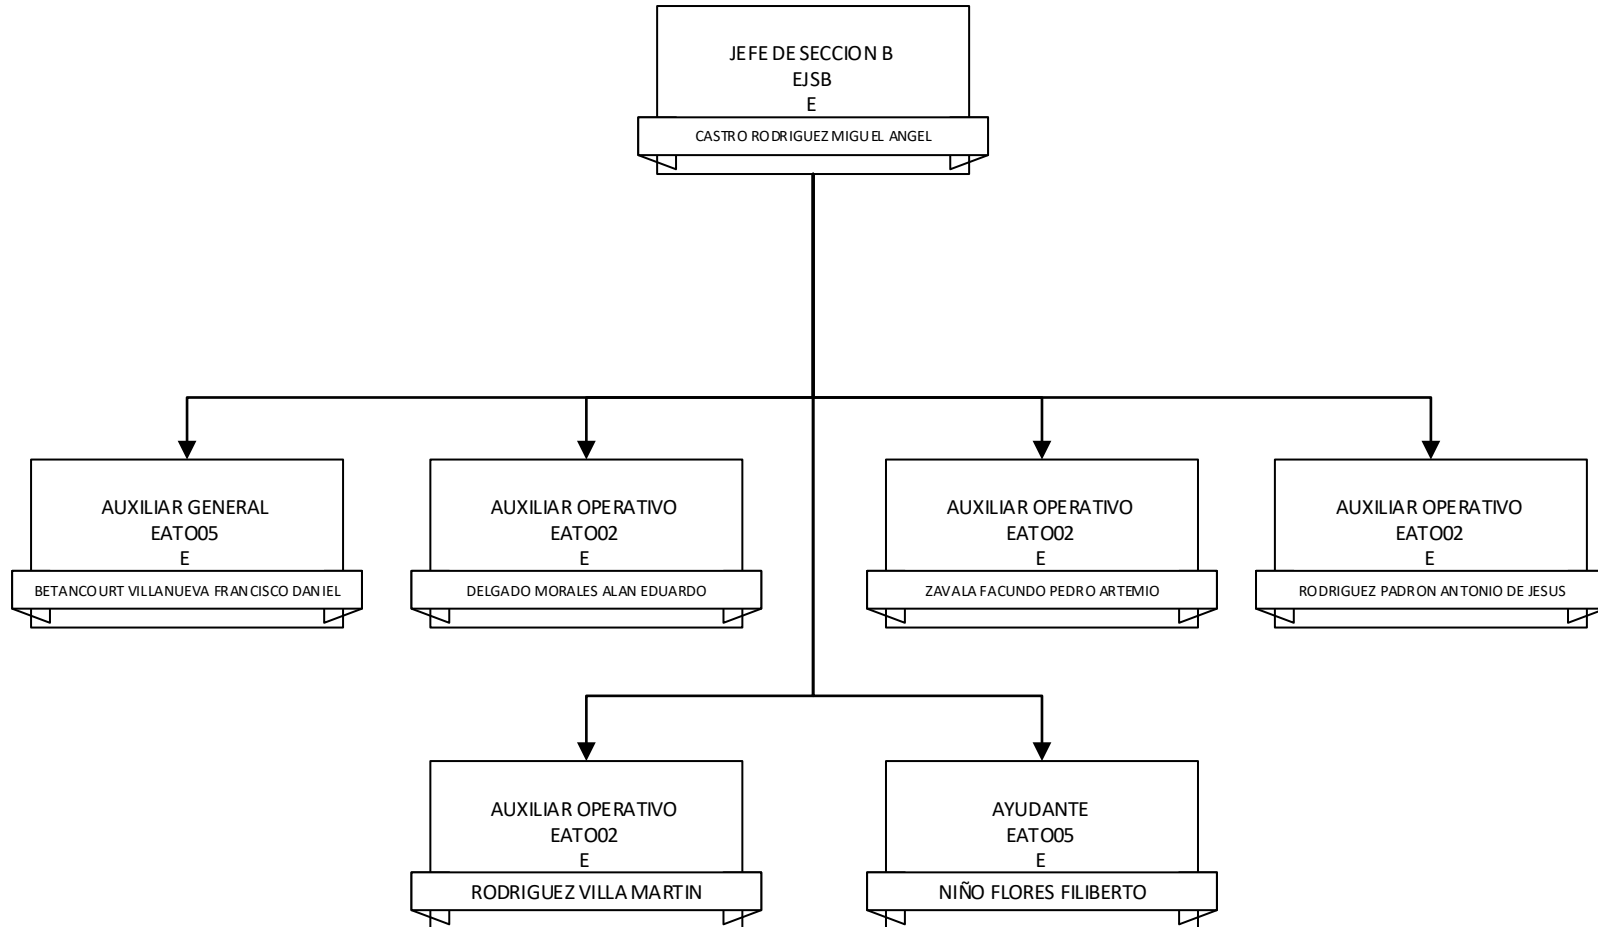 JEFE DE SECCION B
EJSB
E
CASTRO RODRIGUEZ MIGUEL ANGEL
AUXILIAR GENERAL
EATO05
E
BETANCOURT VILLANUEVA FRANCISCO DANIEL
AUXILIAR OPERATIVO
EATO02
E
DELGADO MORALES ALAN EDUARDO
AUXILIAR OPERATIVO
EATO02
E
ZAVALA FACUNDO PEDRO ARTEMIO
AUXILIAR OPERATIVO
EATO02
E
RODRIGUEZ PADRON ANTONIO DE JESUS
AUXILIAR OPERATIVO
EATO02
E
RODRIGUEZ VILLA MARTIN
AYUDANTE
EATO05
E
NIÑO FLORES FILIBERTO